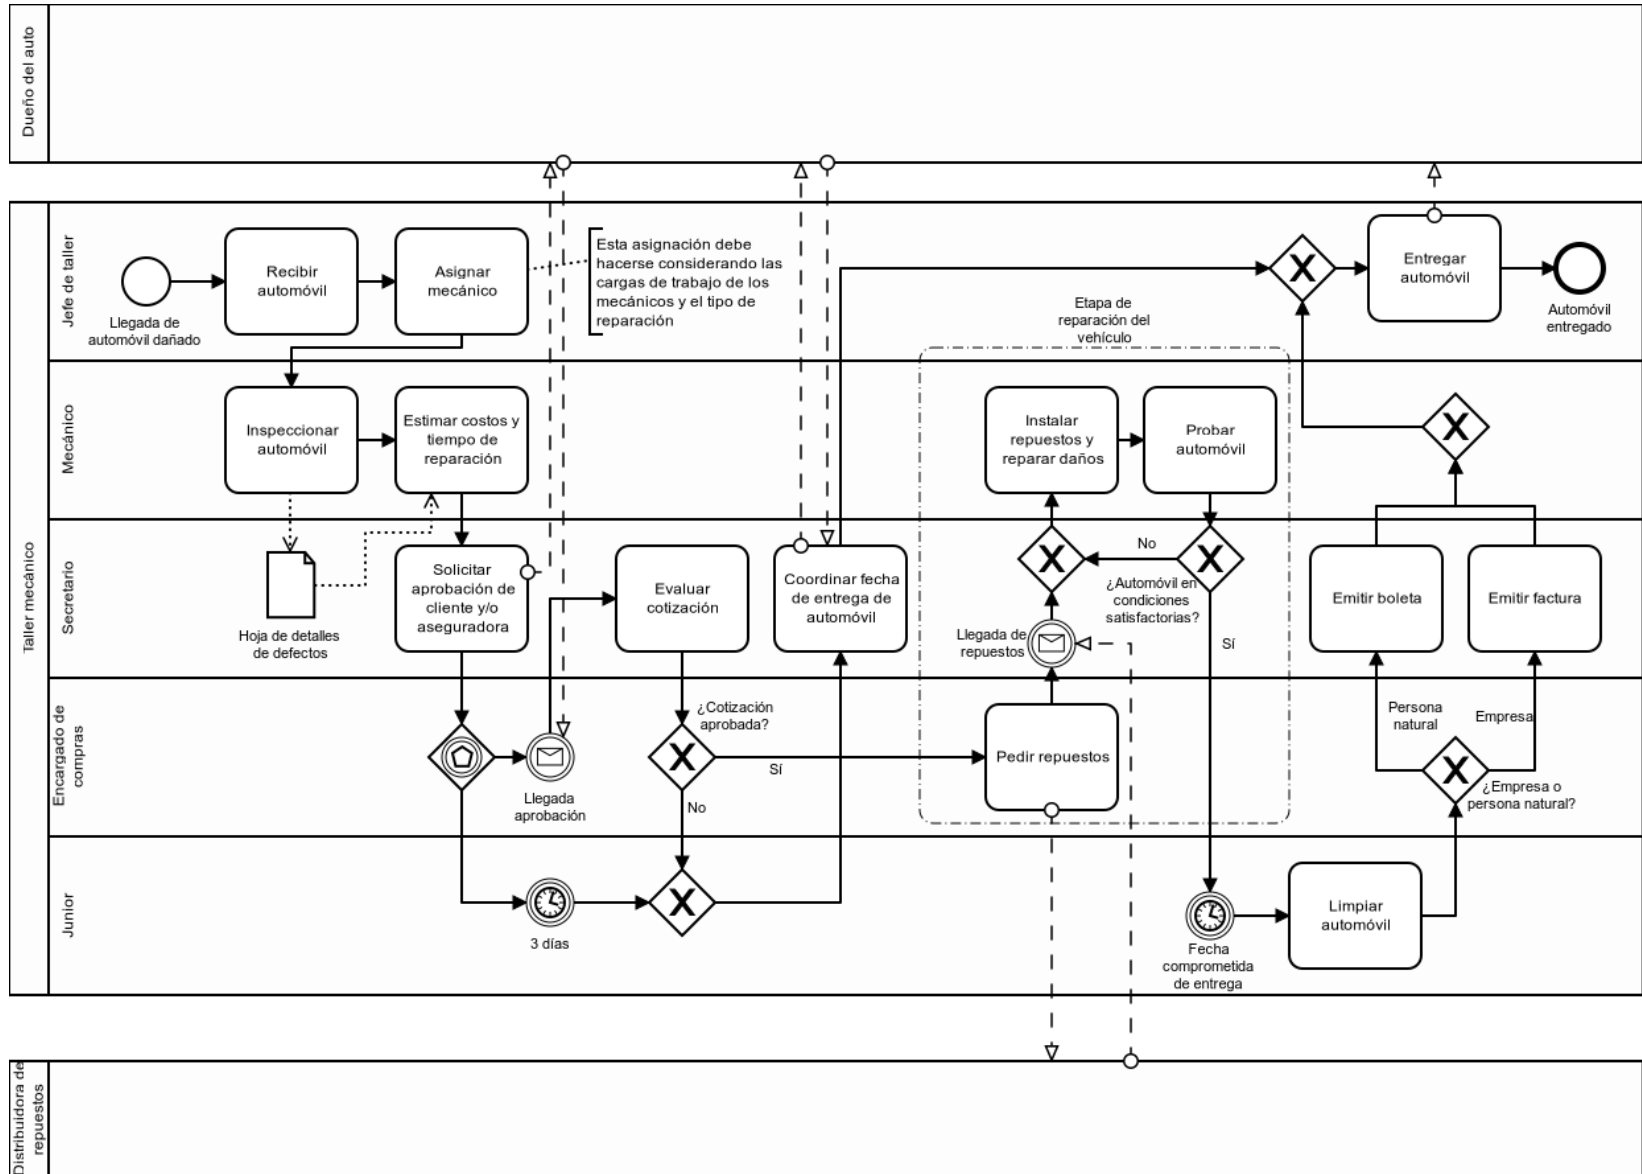 Dueño del auto
Taller mecánico
Jefe de taller
Llegada de
automóvil dañado
Recibir
automóvil
Asignar
mecánico
Esta asignación debe
hacerse considerando las
cargas de trabajo de los
mecánicos y el tipo de
reparación
Etapa de
reparación del
vehículo
Entregar
automóvil
Automóvil
entregado
Mecánico
Inspeccionar
automóvil
Estimar costos y
tiempo de
reparación
Instalar
repuestos y
reparar daños
Probar
automóvil
Secretario
Hoja de detalles
de defectos
Solicitar
aprobación de
cliente y/o
aseguradora
Evaluar
cotización
Coordinar fecha
de entrega de
automóvil
Llegada de
repuestos
No
¿Automóvil en
condiciones
satisfactorias?
Sí
Emitir boleta
Emitir factura
Encargado de
compras
Llegada
aprobación
¿Cotización
aprobada?
Sí
No
Pedir repuestos
Persona
natural
Empresa
¿Empresa o
persona natural?
Junior
3 días
Fecha
comprometida
de entrega
Limpiar
automóvil
Distribuidora de
repuestos